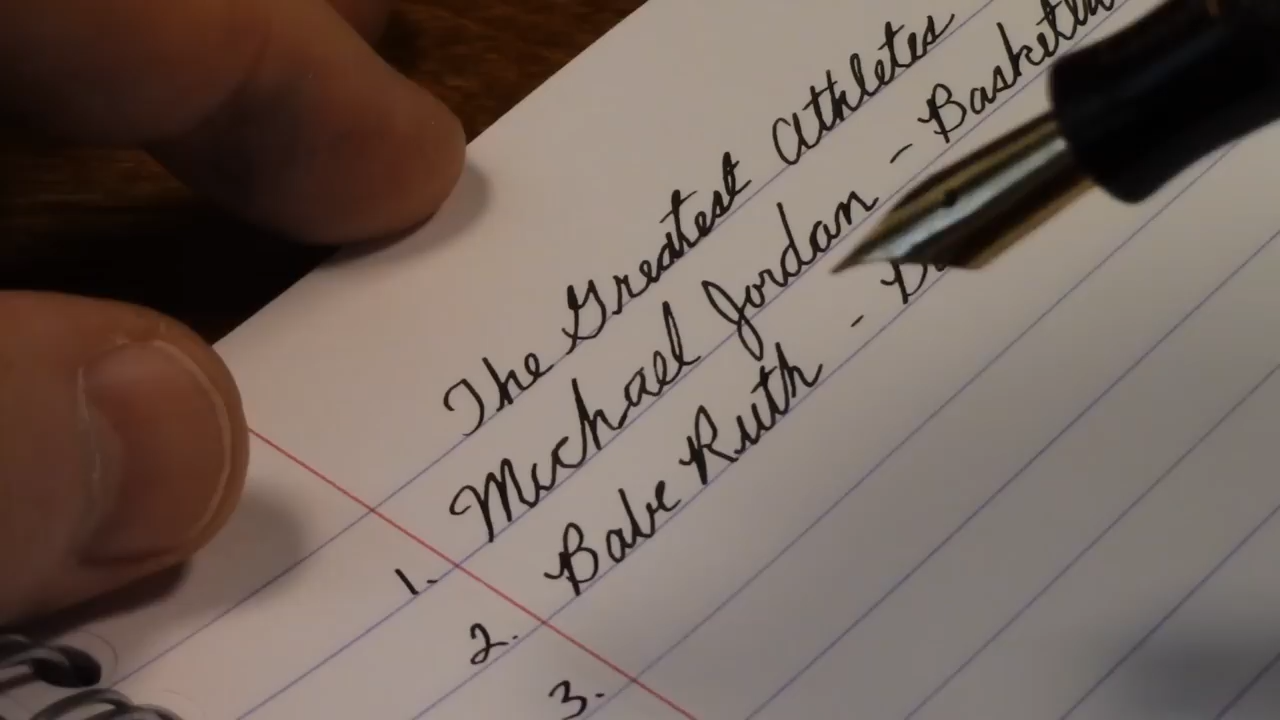 The Greatest Athletes
1. Michael Jordan -
2. Babe Ruth -
3.